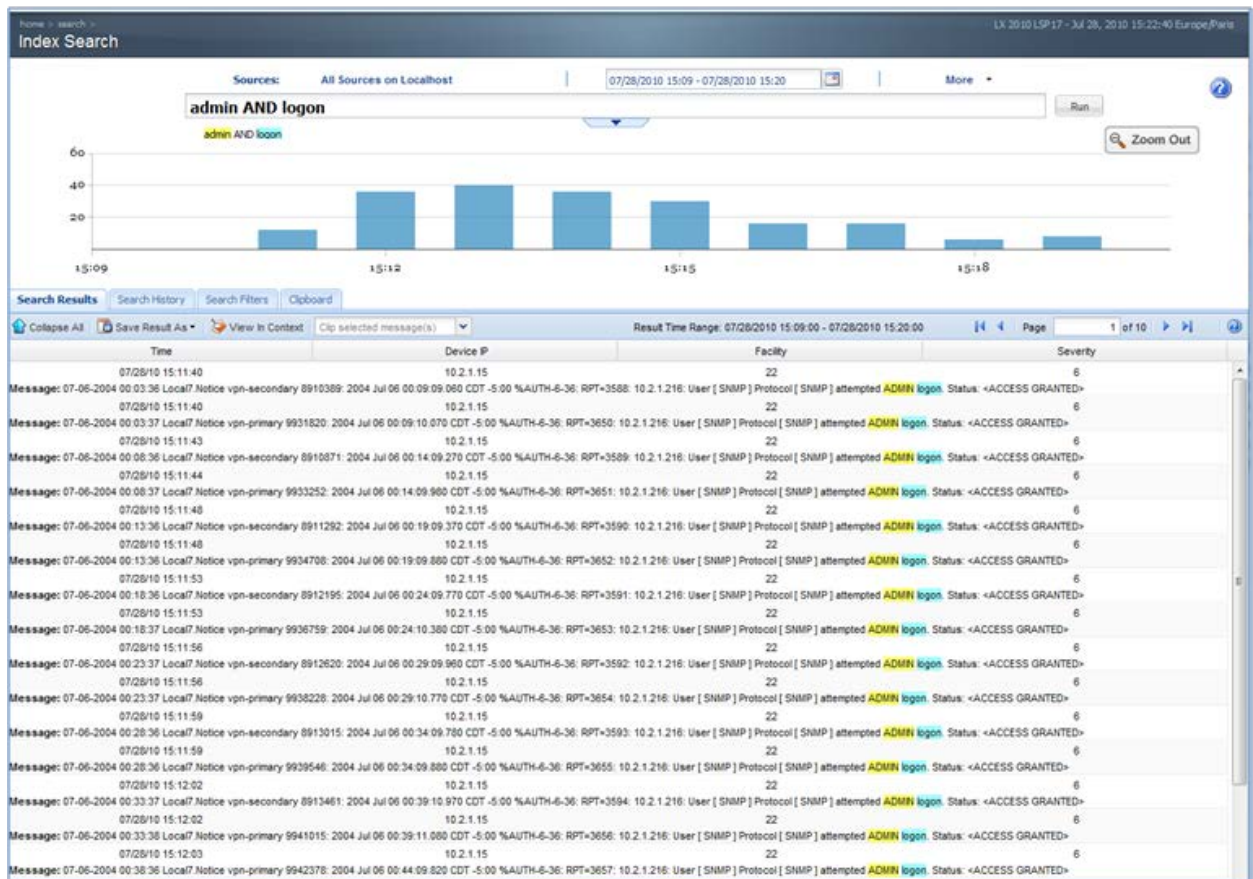 home > search >
Index Search
LX 2010 LSP17 - Jul 28, 2010 15:22:40 Europe/Paris
Sources: All Sources on Localhost 07/28/2010 15:09 - 07/28/2010 15:20 More
admin AND logon Run
admin AND logon
Zoom Out
60
40
20
15:09 15:12 15:15 15:18
Search Results Search History Search Filters Clipboard
Collapse All Save Result As View In Context Clip selected message(s) Result Time Range: 07/28/2010 15:09:00 - 07/28/2010 15:20:00 Page 1 of 10
Time Device IP Facility Severity
07/28/10 15:11:40 10.2.1.15 22 6
Message: 07-06-2004 00:03:36 Local7.Notice vpn-secondary 8910389: 2004 Jul 06 00:09:09.060 CDT -5:00 %AUTH-6-36: RPT=3588: 10.2.1.216: User [ SNMP ] Protocol [ SNMP ] attempted ADMIN logon. Status: <ACCESS GRANTED>
07/28/10 15:11:40 10.2.1.15 22 6
Message: 07-06-2004 00:03:37 Local7.Notice vpn-primary 9931820: 2004 Jul 06 00:09:10.070 CDT -5:00 %AUTH-6-36: RPT=3650: 10.2.1.216: User [ SNMP ] Protocol [ SNMP ] attempted ADMIN logon. Status: <ACCESS GRANTED>
07/28/10 15:11:43 10.2.1.15 22 6
Message: 07-06-2004 00:08:36 Local7.Notice vpn-secondary 8910871: 2004 Jul 06 00:14:09.270 CDT -5:00 %AUTH-6-36: RPT=3589: 10.2.1.216: User [ SNMP ] Protocol [ SNMP ] attempted ADMIN logon. Status: <ACCESS GRANTED>
07/28/10 15:11:44 10.2.1.15 22 6
Message: 07-06-2004 00:08:37 Local7.Notice vpn-primary 9933252: 2004 Jul 06 00:14:09.980 CDT -5:00 %AUTH-6-36: RPT=3651: 10.2.1.216: User [ SNMP ] Protocol [ SNMP ] attempted ADMIN logon. Status: <ACCESS GRANTED>
07/28/10 15:11:48 10.2.1.15 22 6
Message: 07-06-2004 00:13:36 Local7.Notice vpn-secondary 8911292: 2004 Jul 06 00:19:09.370 CDT -5:00 %AUTH-6-36: RPT=3590: 10.2.1.216: User [ SNMP ] Protocol [ SNMP ] attempted ADMIN logon. Status: <ACCESS GRANTED>
07/28/10 15:11:48 10.2.1.15 22 6
Message: 07-06-2004 00:13:36 Local7.Notice vpn-primary 9934708: 2004 Jul 06 00:19:09.880 CDT -5:00 %AUTH-6-36: RPT=3652: 10.2.1.216: User [ SNMP ] Protocol [ SNMP ] attempted ADMIN logon. Status: <ACCESS GRANTED>
07/28/10 15:11:53 10.2.1.15 22 6
Message: 07-06-2004 00:18:36 Local7.Notice vpn-secondary 8912195: 2004 Jul 06 00:24:09.770 CDT -5:00 %AUTH-6-36: RPT=3591: 10.2.1.216: User [ SNMP ] Protocol [ SNMP ] attempted ADMIN logon. Status: <ACCESS GRANTED>
07/28/10 15:11:53 10.2.1.15 22 6
Message: 07-06-2004 00:18:37 Local7.Notice vpn-primary 9936759: 2004 Jul 06 00:24:10.380 CDT -5:00 %AUTH-6-36: RPT=3653: 10.2.1.216: User [ SNMP ] Protocol [ SNMP ] attempted ADMIN logon. Status: <ACCESS GRANTED>
07/28/10 15:11:56 10.2.1.15 22 6
Message: 07-06-2004 00:23:37 Local7.Notice vpn-secondary 8912620: 2004 Jul 06 00:29:09.960 CDT -5:00 %AUTH-6-36: RPT=3592: 10.2.1.216: User [ SNMP ] Protocol [ SNMP ] attempted ADMIN logon. Status: <ACCESS GRANTED>
07/28/10 15:11:56 10.2.1.15 22 6
Message: 07-06-2004 00:23:37 Local7.Notice vpn-primary 9938228: 2004 Jul 06 00:29:10.770 CDT -5:00 %AUTH-6-36: RPT=3654: 10.2.1.216: User [ SNMP ] Protocol [ SNMP ] attempted ADMIN logon. Status: <ACCESS GRANTED>
07/28/10 15:11:59 10.2.1.15 22 6
Message: 07-06-2004 00:28:36 Local7.Notice vpn-secondary 8913015: 2004 Jul 06 00:34:09.780 CDT -5:00 %AUTH-6-36: RPT=3593: 10.2.1.216: User [ SNMP ] Protocol [ SNMP ] attempted ADMIN logon. Status: <ACCESS GRANTED>
07/28/10 15:11:59 10.2.1.15 22 6
Message: 07-06-2004 00:28:36 Local7.Notice vpn-primary 9939546: 2004 Jul 06 00:34:09.880 CDT -5:00 %AUTH-6-36: RPT=3655: 10.2.1.216: User [ SNMP ] Protocol [ SNMP ] attempted ADMIN logon. Status: <ACCESS GRANTED>
07/28/10 15:12:02 10.2.1.15 22 6
Message: 07-06-2004 00:33:37 Local7.Notice vpn-secondary 8913461: 2004 Jul 06 00:39:10.970 CDT -5:00 %AUTH-6-36: RPT=3594: 10.2.1.216: User [ SNMP ] Protocol [ SNMP ] attempted ADMIN logon. Status: <ACCESS GRANTED>
07/28/10 15:12:02 10.2.1.15 22 6
Message: 07-06-2004 00:33:38 Local7.Notice vpn-primary 9941015: 2004 Jul 06 00:39:11.080 CDT -5:00 %AUTH-6-36: RPT=3656: 10.2.1.216: User [ SNMP ] Protocol [ SNMP ] attempted ADMIN logon. Status: <ACCESS GRANTED>
07/28/10 15:12:03 10.2.1.15 22 6
Message: 07-06-2004 00:38:36 Local7.Notice vpn-primary 9942378: 2004 Jul 06 00:44:09.820 CDT -5:00 %AUTH-6-36: RPT=3657: 10.2.1.216: User [ SNMP ] Protocol [ SNMP ] attempted ADMIN logon. Status: <ACCESS GRANTED>